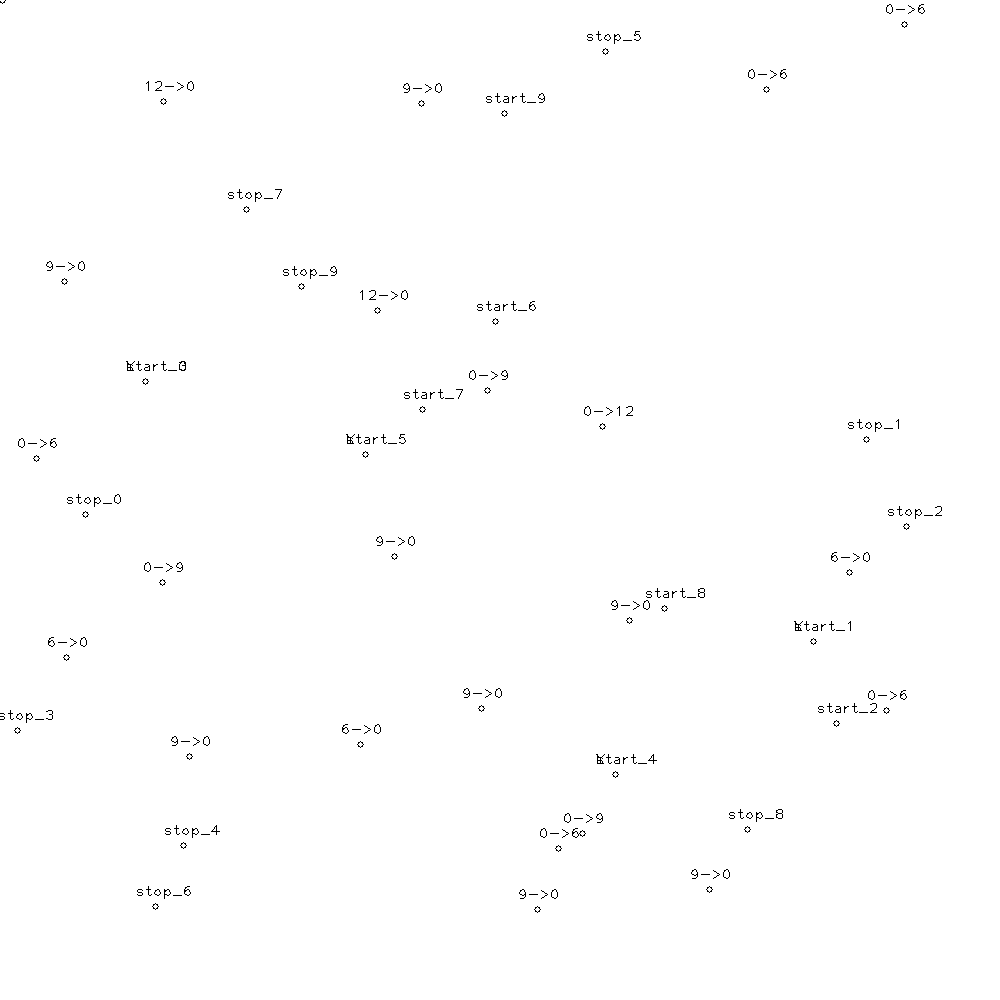 0->6
stop_5
0->6
12->0
9->0
start_9
stop_7
9->0
stop_9
12->0
start_6
0->9
start_7
0->12
stop_1
start_5
0->6
stop_0
stop_2
9->0
6->0
0->9
start_8
9->0
start_1
6->0
9->0
0->6
start_2
stop_3
6->0
9->0
start_4
stop_8
0->9
0->6
stop_4
9->0
stop_6
9->0